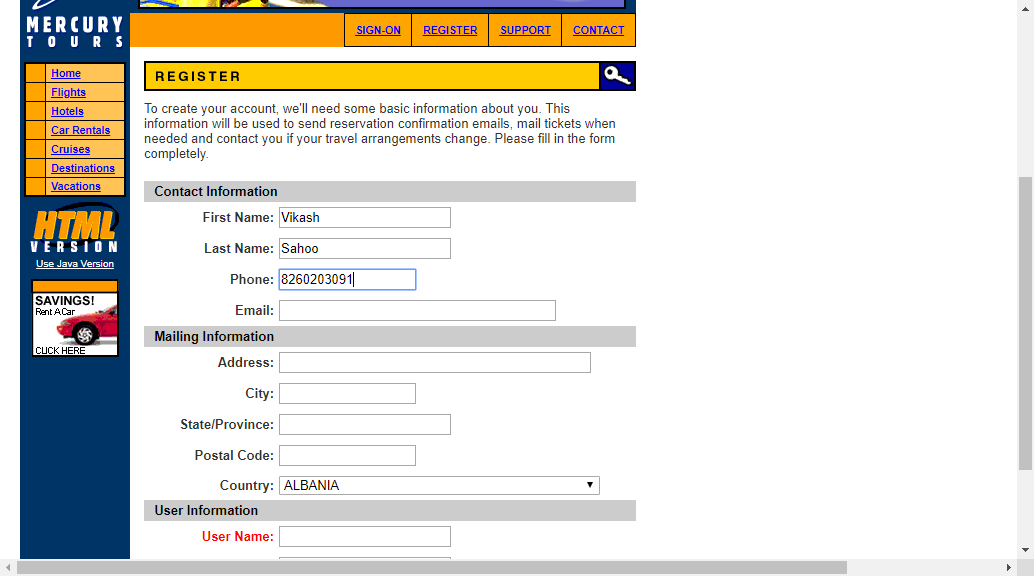 MERCURY
TOURS
SIGN-ON REGISTER SUPPORT CONTACT
Home
Flights
Hotels
Car Rentals
Cruises
Destinations
Vacations
HTML
VERSION
Use Java Version
SAVINGS!
Rent A Car
CLICK HERE
REGISTER
To create your account, we'll need some basic information about you. This
information will be used to send reservation confirmation emails, mail tickets when
needed and contact you if your travel arrangements change. Please fill in the form
completely.
Contact Information
First Name: Vikash
Last Name: Sahoo
Phone: 8260203091
Email:
Mailing Information
Address:
City:
State/Province:
Postal Code:
Country: ALBANIA
User Information
User Name: